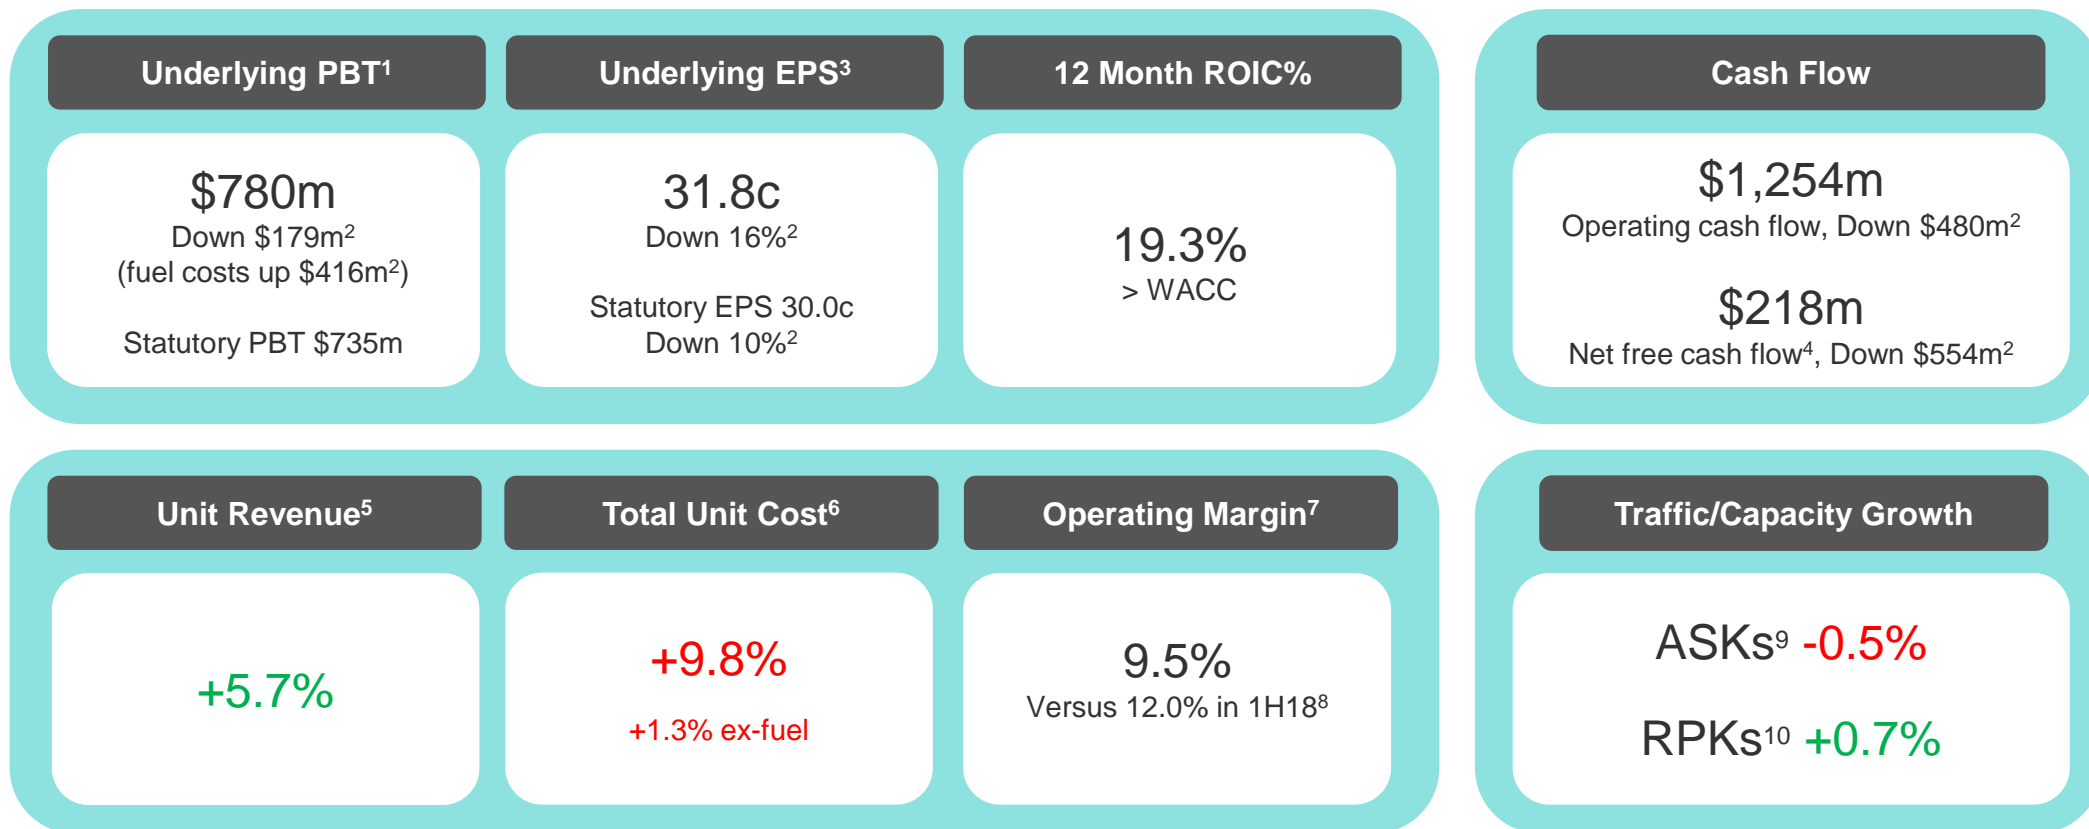 Underlying PBT¹
$780m
Down $179m²
(fuel costs up $416m²)
Statutory PBT $735m
Underlying EPS³
31.8c
Down 16%²
Statutory EPS 30.0c
Down 10%²
12 Month ROIC%
19.3%
> WACC
Cash Flow
$1,254m
Operating cash flow, Down $480m²
$218m
Net free cash flow⁴, Down $554m²
Unit Revenue⁵
+5.7%
Total Unit Cost⁶
+9.8%
+1.3% ex-fuel
Operating Margin⁷
9.5%
Versus 12.0% in 1H18⁸
Traffic/Capacity Growth
ASKs⁹ -0.5%
RPKs¹⁰ +0.7%